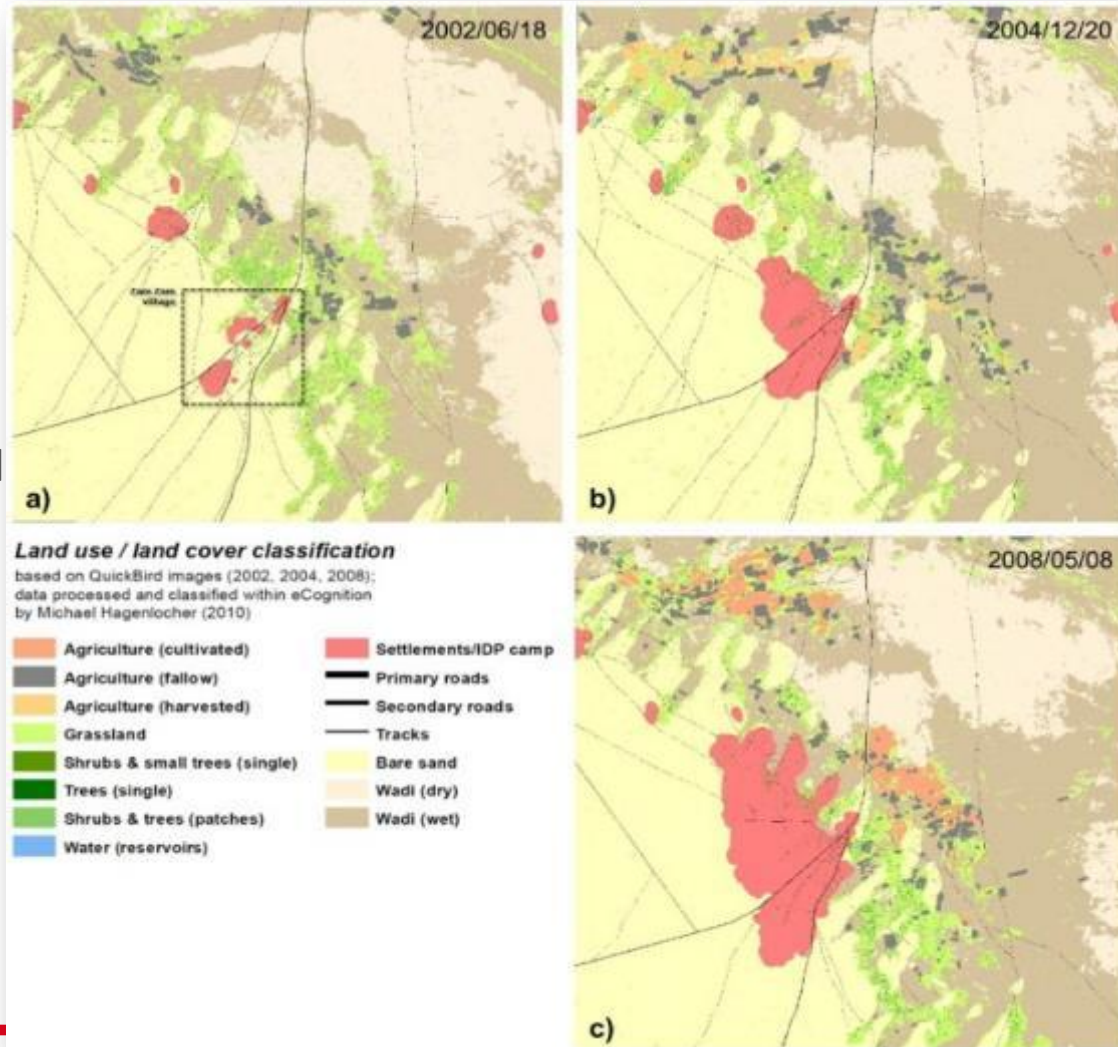 2002/06/18
2004/12/20
Village
a)
b)
Land use / land cover classification
based on QuickBird images (2002, 2004, 2008);
data processed and classified within eCognition
by Michael Hagenlocher (2010)
Agriculture (cultivated)
Agriculture (fallow)
Agriculture (harvested)
Grassland
Shrubs & small trees (single)
Trees (single)
Shrubs & trees (patches)
Water (reservoirs)
Settlements/IDP camp
Primary roads
Secondary roads
Tracks
Bare sand
Wadi (dry)
Wadi (wet)
2008/05/08
c)